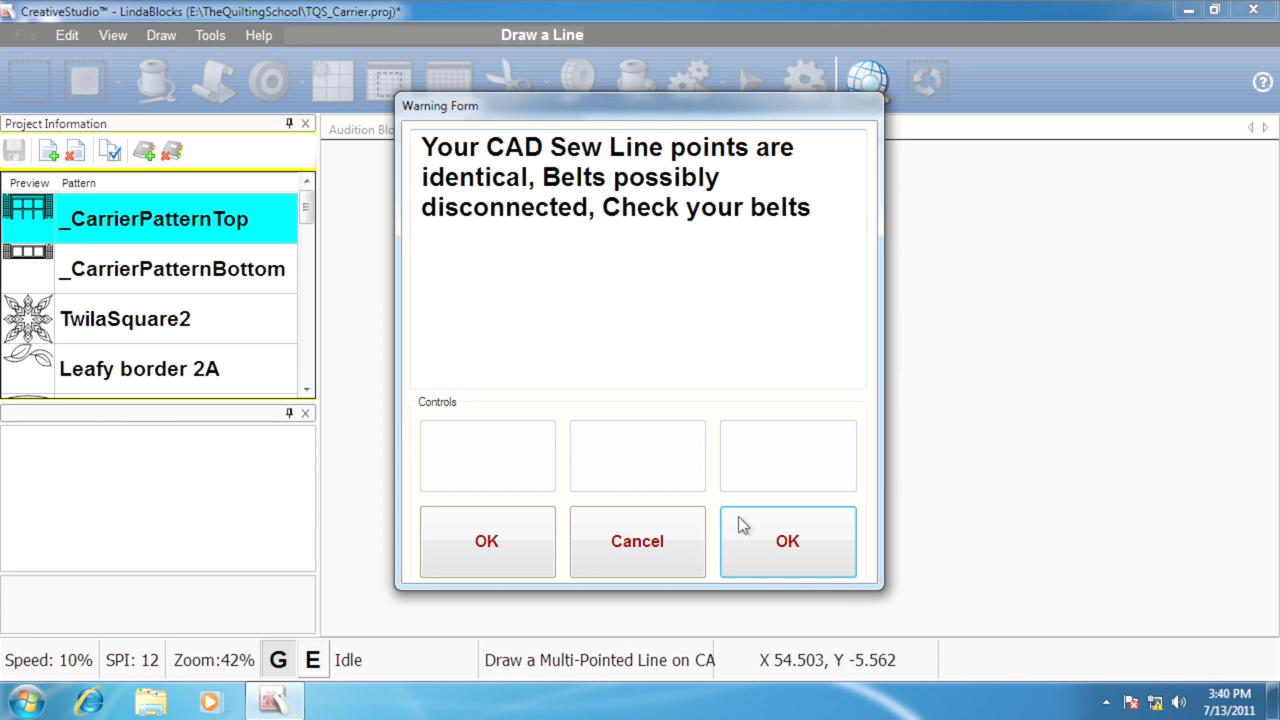 CreativeStudio™ - LindaBlocks (E:\TheQuiltingSchool\TQS_Carrier.proj)*
File Edit View Draw Tools Help
Draw a Line
Warning Form
Project Information
Audition Blo
Your CAD Sew Line points are
identical, Belts possibly
disconnected, Check your belts
Preview Pattern
_CarrierPatternTop
_CarrierPatternBottom
TwilaSquare2
Leafy border 2A
Controls
OK Cancel OK
Speed: 10% SPI: 12 Zoom:42% G E Idle Draw a Multi-Pointed Line on CA X 54.503, Y -5.562
3:40 PM
7/13/2011